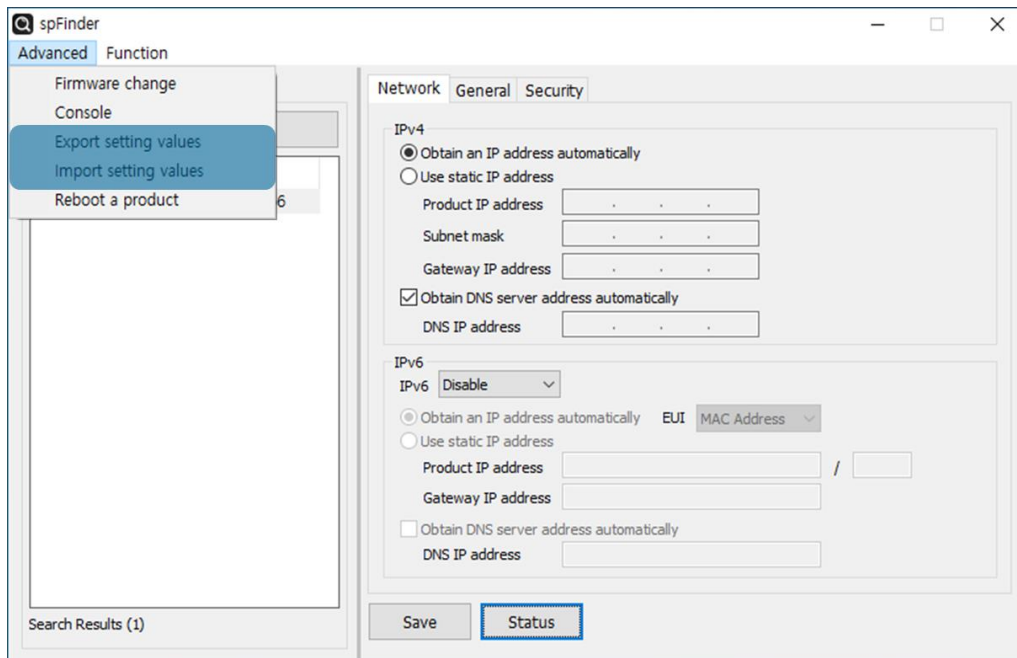 spFinder
Advanced Function
Firmware change
Console
Export setting values
Import setting values
Reboot a product
6
Search Results (1)
Network General Security
IPv4
Obtain an IP address automatically
Use static IP address
Product IP address . . .
Subnet mask . . .
Gateway IP address . . .
Obtain DNS server address automatically
DNS IP address . . .
IPv6
IPv6 Disable
Obtain an IP address automatically EUI MAC Address
Use static IP address
Product IP address /
Gateway IP address
Obtain DNS server address automatically
DNS IP address
Save Status